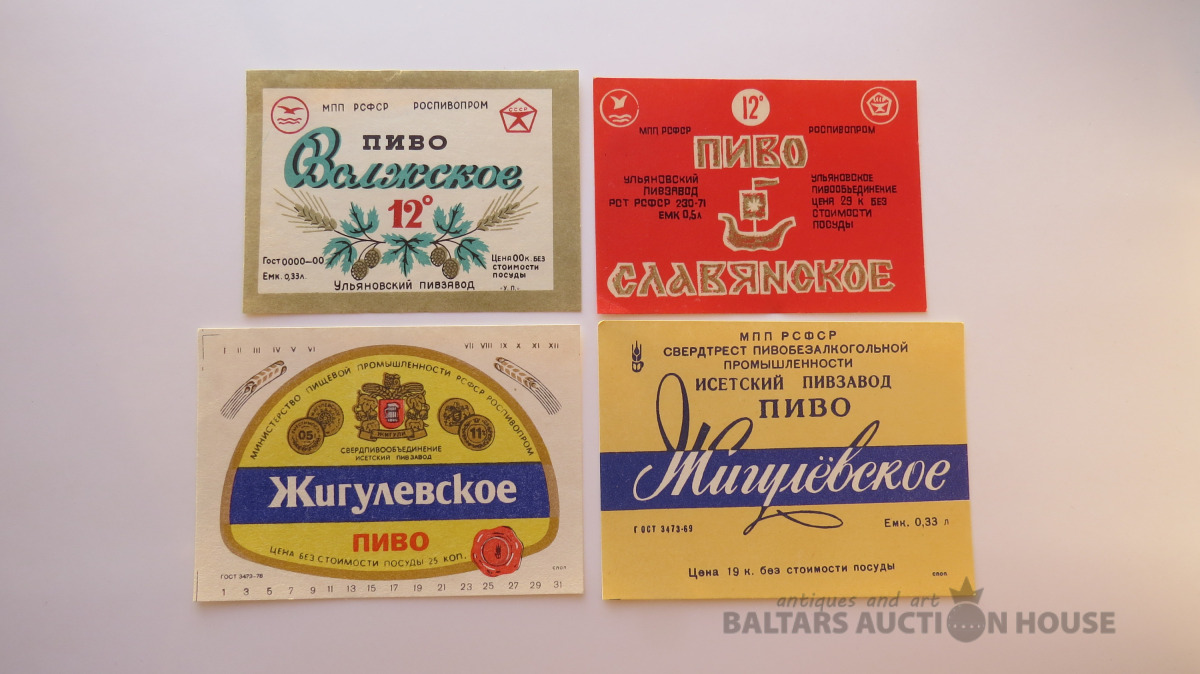 МПП РСФСР РОСПИВОПРОМ
СССР
ПИВО
Волжское
12°
Гост 0000—00
Емк. 0,33л.
Цена 00к. без
стоимости
посуды
Ульяновский пивзавод
-У.П.-
12°
МПП РСФСР
РОСПИВОПРОМ
ПИВО
УЛЬЯНОВСКИЙ
ПИВЗАВОД
РСТ РСФСР 230-71
ЕМК 0,5л
УЛЬЯНОВСКОЕ
ПИВООБЪЕДИНЕНИЕ
ЦЕНА 29 к БЕЗ
СТОИМОСТИ
ПОСУДЫ
СЛАВЯНСКОЕ
I II III IV V VI
VII VIII IX X XI XII
МИНИСТЕРСТВО ПИЩЕВОЙ ПРОМЫШЛЕННОСТИ РСФСР РОСПИВОПРОМ
05
11
ЖИГУЛИ
СВЕРДПИВООБЪЕДИНЕНИЕ
ИСЕТСКИЙ ПИВЗАВОД
Жигулевское
ПИВО
ЦЕНА БЕЗ СТОИМОСТИ ПОСУДЫ 25 КОП.
ГОСТ 3473-78
1 3 5 7 9 11 13 15 17 19 21 23 25 27 29 31
МПП РСФСР
СВЕРДТРЕСТ ПИВОБЕЗАЛКОГОЛЬНОЙ
ПРОМЫШЛЕННОСТИ
ИСЕТСКИЙ ПИВЗАВОД
ПИВО
Жигулёвское
ГОСТ 3473-69
Емк. 0,33 л
Цена 19 к. без стоимости посуды
antiques and art
BALTARS AUCTION HOUSE